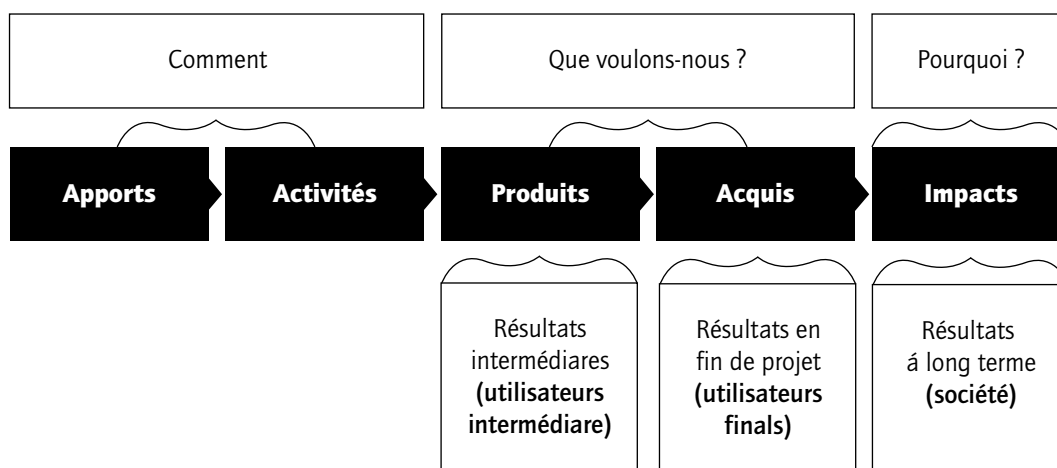 Comment
Que voulons-nous ?
Pourquoi ?
Apports
Activités
Produits
Acquis
Impacts
Résultats
intermédiares
(utilisateurs
intermédiare)
Résultats en
fin de projet
(utilisateurs
finals)
Résultats
á long terme
(société)